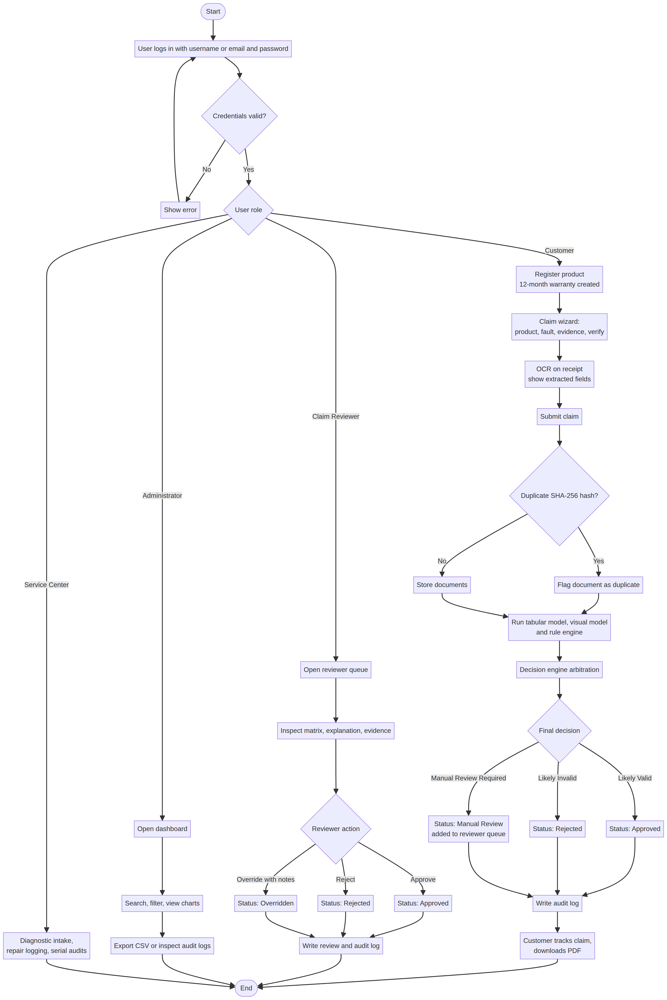 Start
User logs in with username or email and password
Credentials valid?
No
Yes
Show error
User role
Customer
Register product
12-month warranty created
Claim wizard:
product, fault, evidence, verify
OCR on receipt
show extracted fields
Claim Reviewer
Submit claim
Administrator
Duplicate SHA-256 hash?
No
Yes
Service Center
Store documents
Flag document as duplicate
Run tabular model, visual model
and rule engine
Open reviewer queue
Decision engine arbitration
Inspect matrix, explanation, evidence
Final decision
Manual Review Required
Likely Invalid
Likely Valid
Open dashboard
Reviewer action
Status: Manual Review
added to reviewer queue
Status: Rejected
Status: Approved
Override with notes
Reject
Approve
Search, filter, view charts
Status: Overridden
Status: Rejected
Status: Approved
Write audit log
Diagnostic intake,
repair logging, serial audits
Export CSV or inspect audit logs
Write review and audit log
Customer tracks claim,
downloads PDF
End